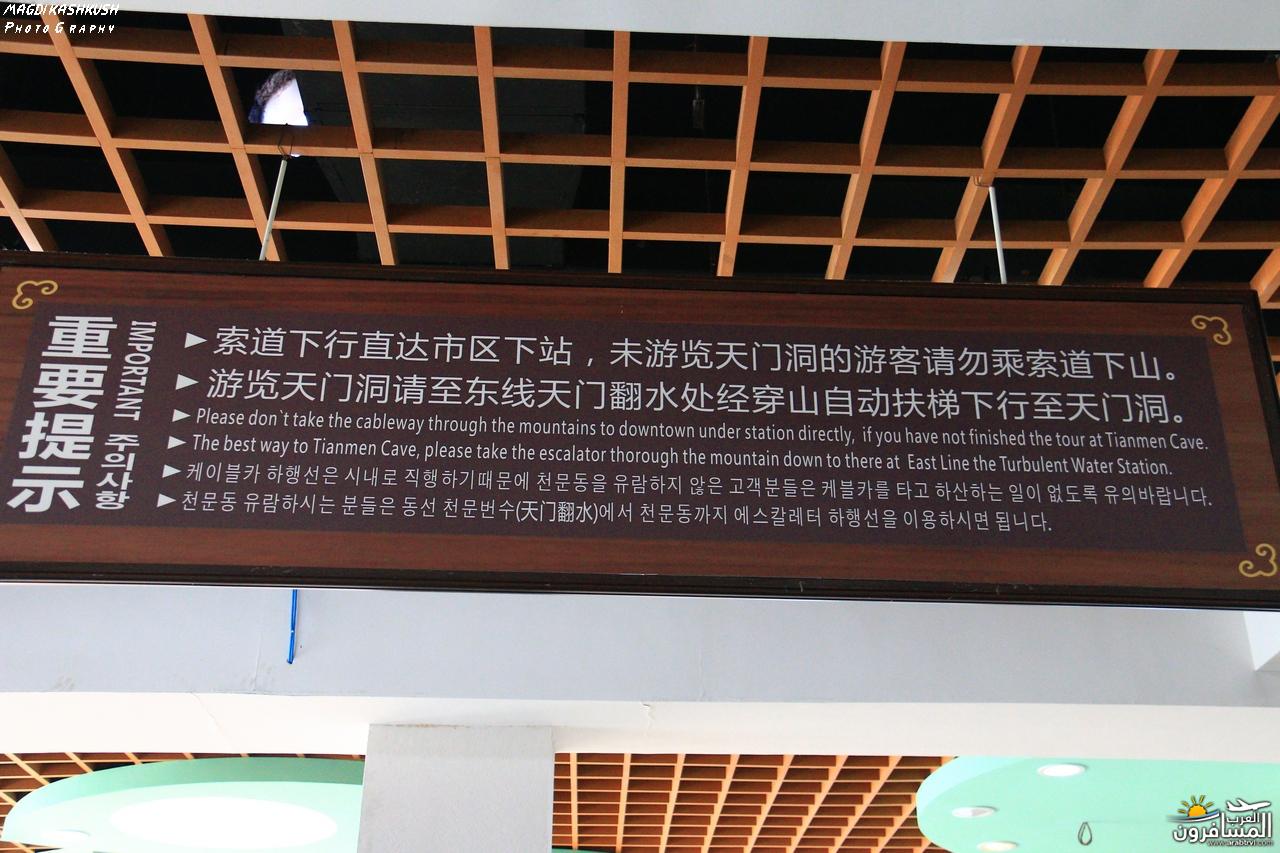 MAGDI KASHKUSH
PHOTOGRAPHY
重要提示
IMPORTANT 주의사항
▶索道下行直达市区下站，未游览天门洞的游客请勿乘索道下山。
▶游览天门洞请至东线天门翻水处经穿山自动扶梯下行至天门洞。
▶Please don`t take the cableway through the mountains to downtown under station directly, if you have not finished the tour at Tianmen Cave.
▶The best way to Tianmen Cave, please take the escalator thorough the mountain down to there at East Line the Turbulent Water Station.
▶케이블카 하행선은 시내로 직행하기때문에 천문동을 유람하지 않은 고객분들은 케블카를 타고 하산하는 일이 없도록 유의바랍니다.
▶천문동 유람하시는 분들은 동선 천문번수(天门翻水)에서 천문동까지 에스칼레터 하행선을 이용하시면 됩니다.
العرب
المسافرون
www.arabtrvl.com